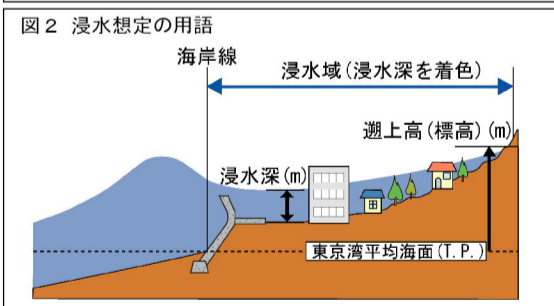 図２ 浸水想定の用語
海岸線
浸水域(浸水深を着色)
遡上高(標高)(m)
浸水深(m)
東京湾平均海面(T.P.)